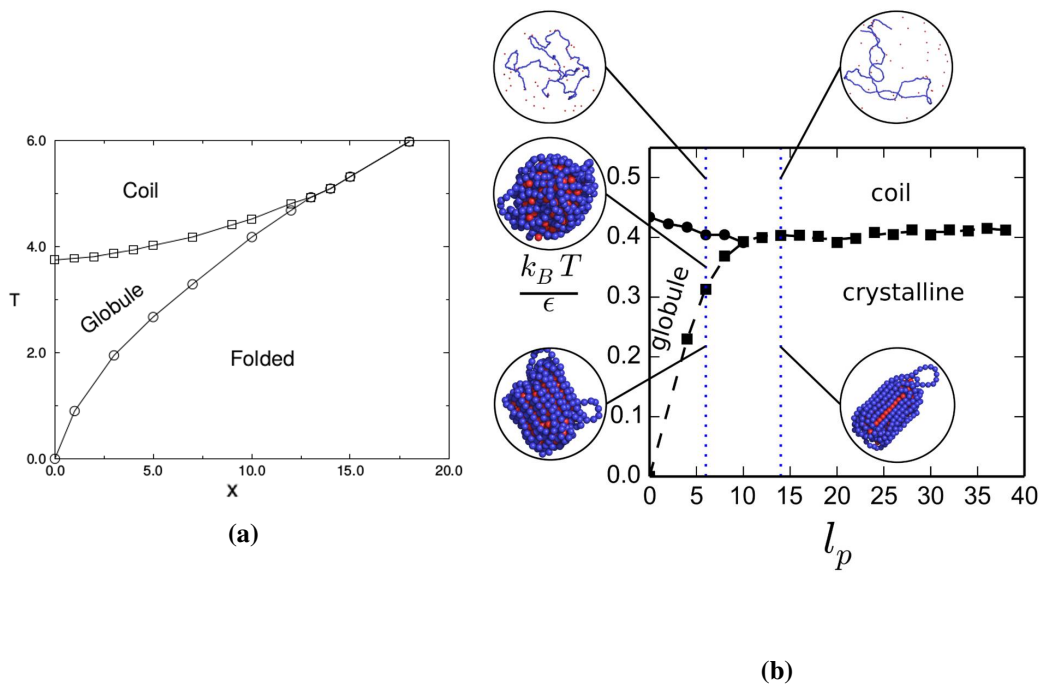 6.0
Coil
4.0
T
Globule
2.0
Folded
0.0
0.0 5.0 10.0 15.0 20.0
X
(a)
0.5
coil
0.4
k_B T
ϵ
0.3
crystalline
globule
0.2
0.1
0.0
0 5 10 15 20 25 30 35 40
l_p
(b)